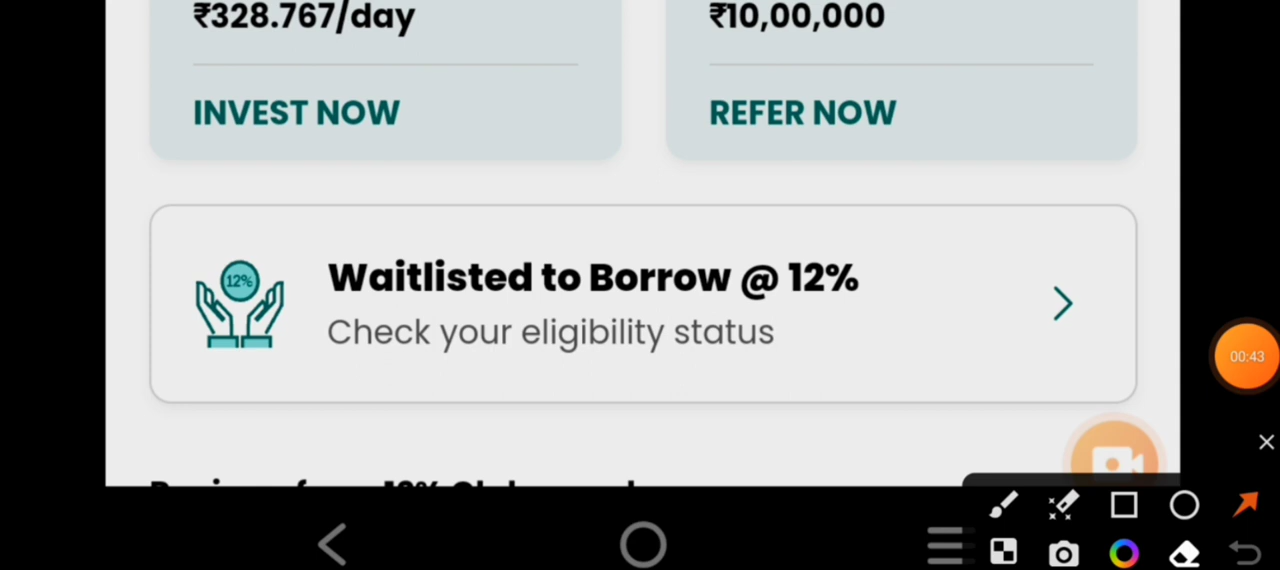 ₹328.767/day
₹10,00,000
INVEST NOW
REFER NOW
12%
Waitlisted to Borrow @ 12%
Check your eligibility status
00:43